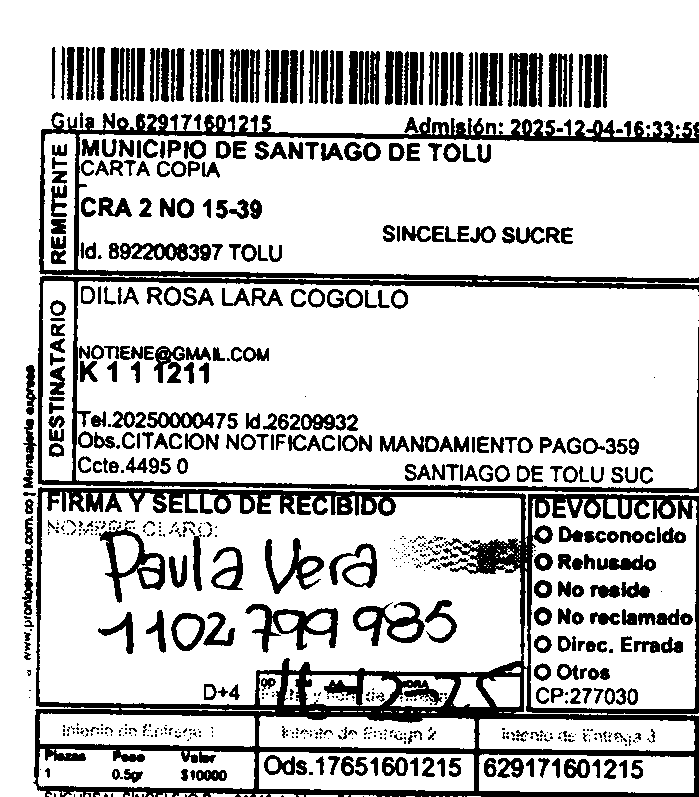 Guia No.629171601215 Admisión: 2025-12-04-16:33:59
REMITENTE
MUNICIPIO DE SANTIAGO DE TOLU
CARTA COPIA
CRA 2 NO 15-39
SINCELEJO SUCRE
Id. 8922008397 TOLU
DESTINATARIO
DILIA ROSA LARA COGOLLO
NOTIENE@GMAIL.COM
K 1 1 1211
Tel.20250000475 Id.26209932
Obs.CITACION NOTIFICACION MANDAMIENTO PAGO-359
Ccte.4495 0 SANTIAGO DE TOLU SUC
www.prontoenvios.com.co | Mensajeria express
FIRMA Y SELLO DE RECIBIDO
NOMBRE CLARO:
Paula Vera
1102799985
D+4
HORA
DEVOLUCION
Desconocido
Rehusado
No reside
No reclamado
Direc. Errada
Otros
CP:277030
Intento de Entrega 1 Intento de Entrega 2 Intento de Entrega 3
Piezas Peso Valor
1 0.5gr $10000
Ods.17651601215 629171601215